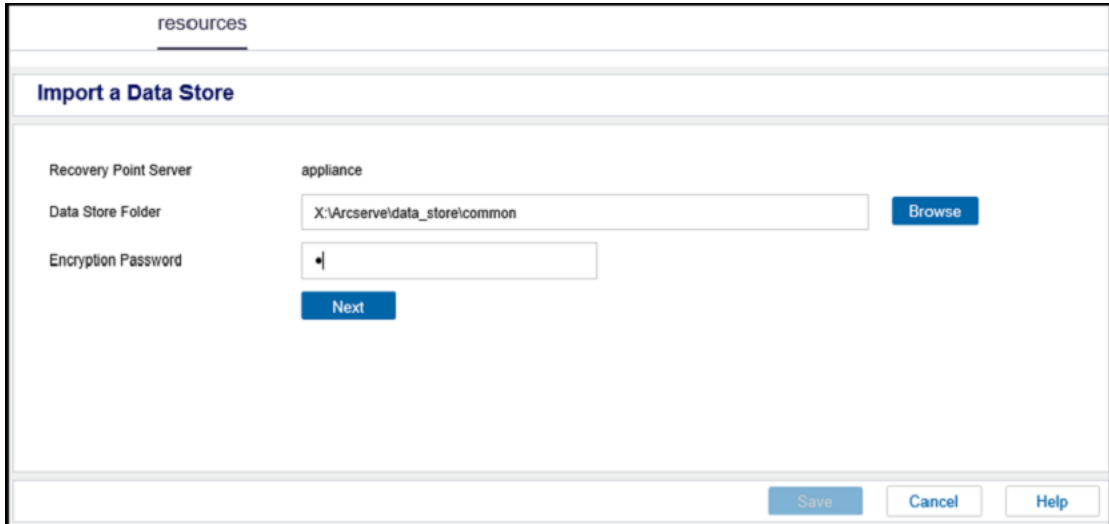 resources
Import a Data Store
Recovery Point Server appliance
Data Store Folder X:\Arcserve\data_store\common Browse
Encryption Password •
Next
Save Cancel Help